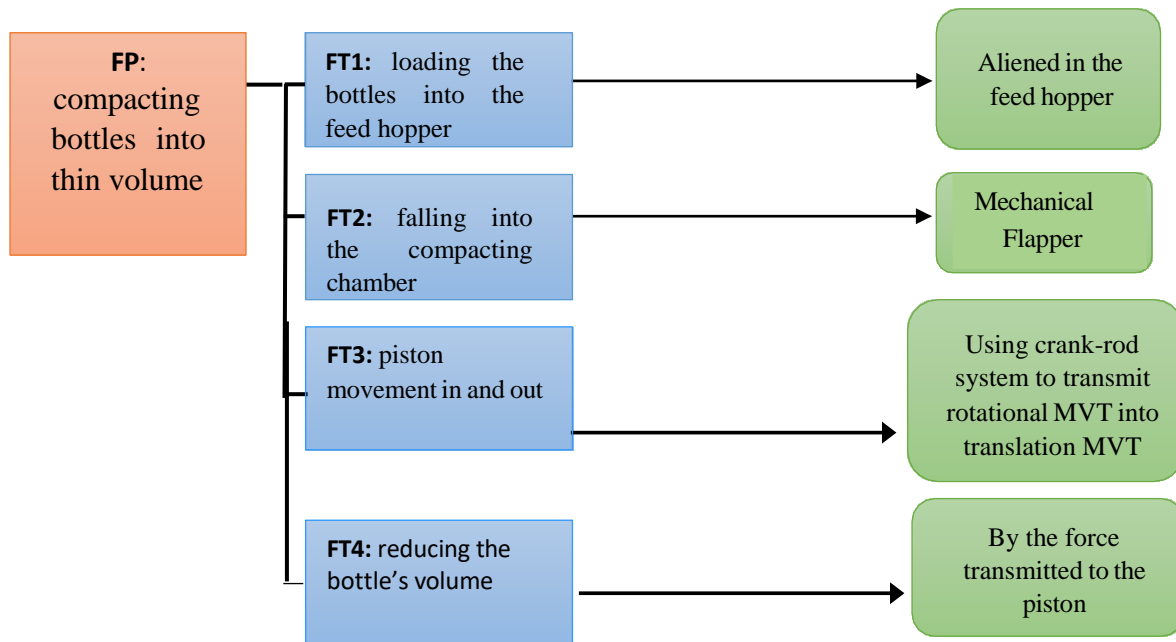 FP:
compacting
bottles into
thin volume
FT1: loading the
bottles into the
feed hopper
Aliened in the
feed hopper
FT2: falling into
the compacting
chamber
Mechanical
Flapper
FT3: piston
movement in and out
Using crank-rod
system to transmit
rotational MVT into
translation MVT
FT4: reducing the
bottle’s volume
By the force
transmitted to the
piston